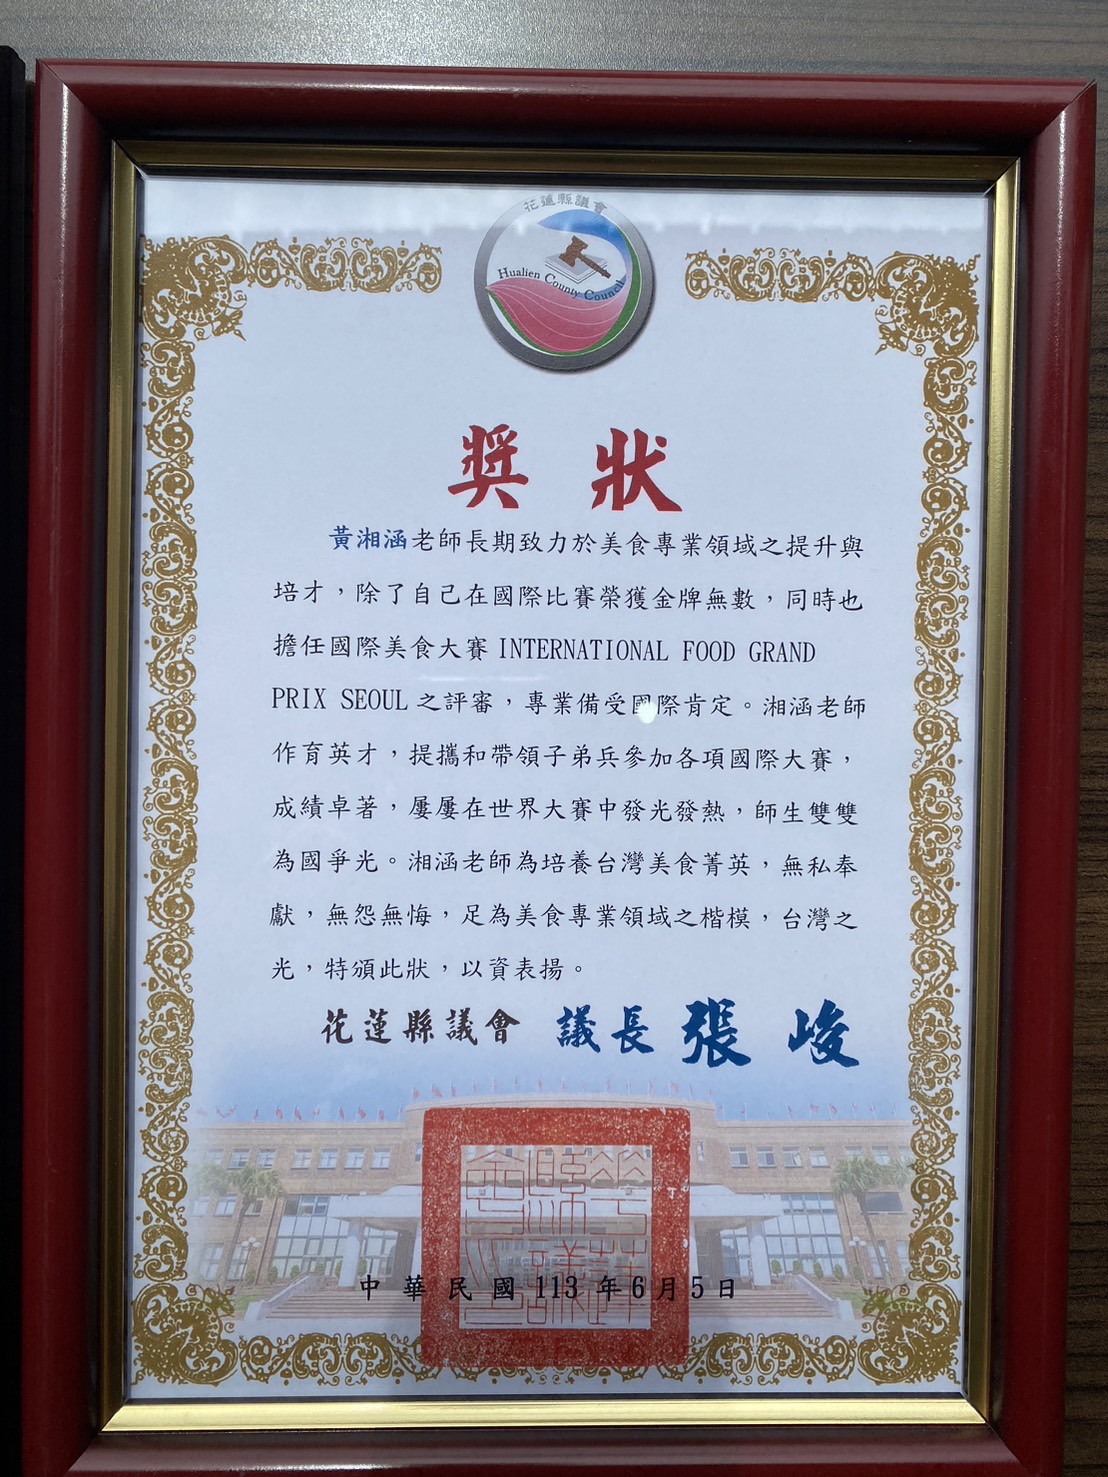 花蓮縣議會
Hualien County Council
獎狀
黃湘涵老師長期致力於美食專業領域之提升與
培才，除了自己在國際比賽榮獲金牌無數，同時也
擔任國際美食大賽 INTERNATIONAL FOOD GRAND
PRIX SEOUL 之評審，專業備受國際肯定。湘涵老師
作育英才，提攜和帶領子弟兵參加各項國際大賽，
成績卓著，屢屢在世界大賽中發光發熱，師生雙雙
為國爭光。湘涵老師為培養台灣美食菁英，無私奉
獻，無怨無悔，足為美食專業領域之楷模，台灣之
光，特頒此狀，以資表揚。
花蓮縣議會 議長 張峻
中華民國 113 年 6 月 5 日